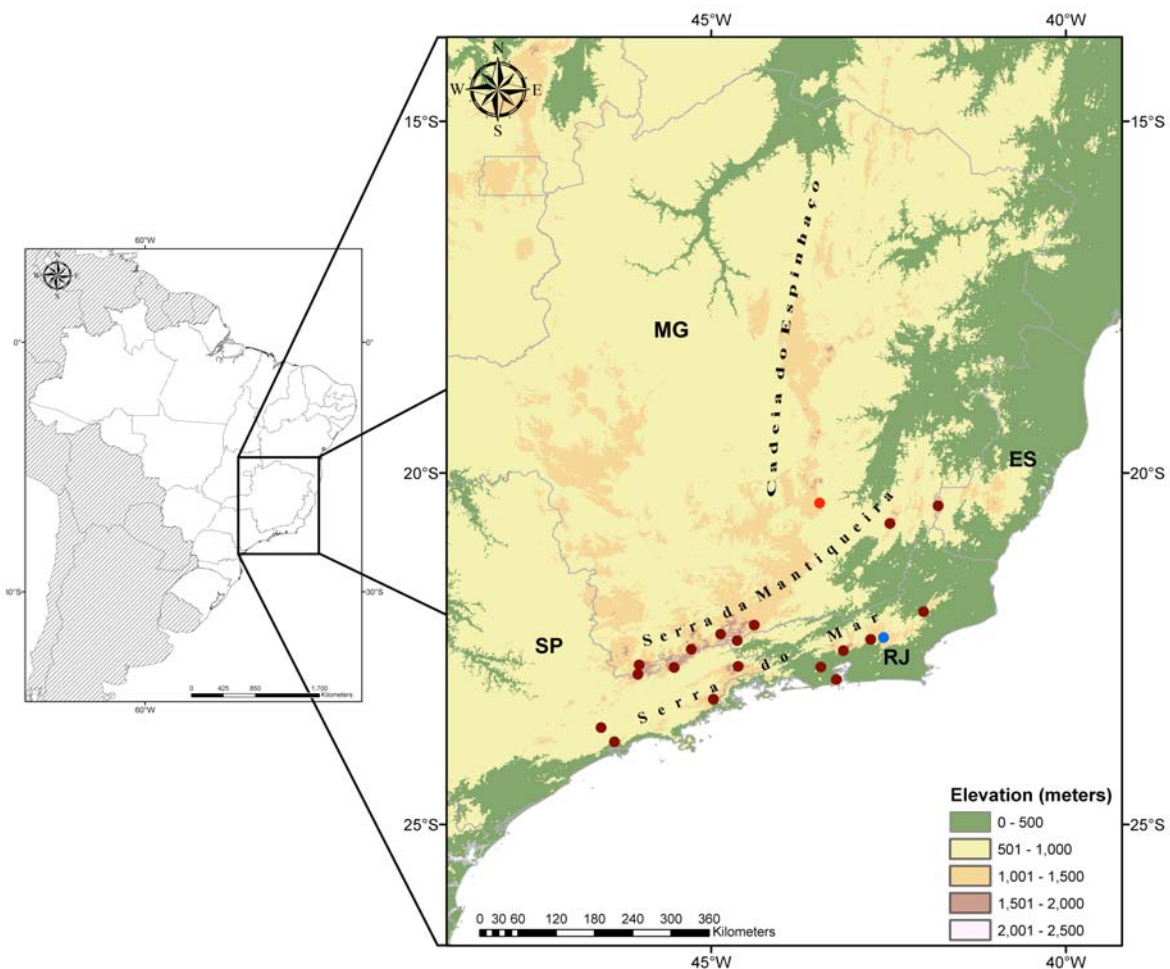 45°W 40°W
N
W E
S
15°S 15°S
Cadeia do Espinhaço
60°W
N
W E
S
0° 0°
MG
20°S 20°S
ES
Serra da Mantiqueira
30°S
SP
Serra do Mar
RJ
0 425 850 1,700
Kilometers
60°W
25°S 25°S
Elevation (meters)
0 - 500
501 - 1,000
1,001 - 1,500
1,501 - 2,000
2,001 - 2,500
0 30 60 120 180 240 300 360
Kilometers
45°W 40°W